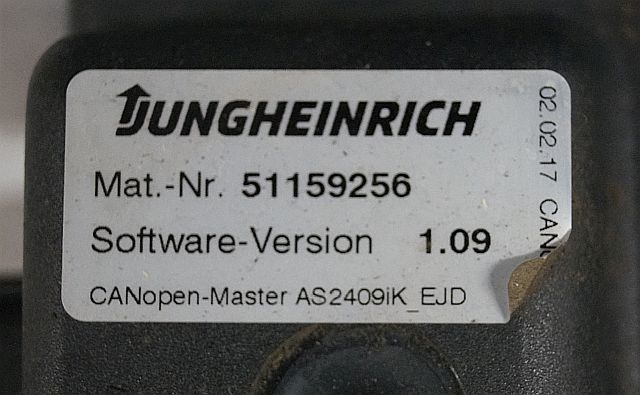 JUNGHEINRICH
Mat.-Nr. 51159256
Software-Version 1.09
CANopen-Master AS2409iK_EJD
02.02.17